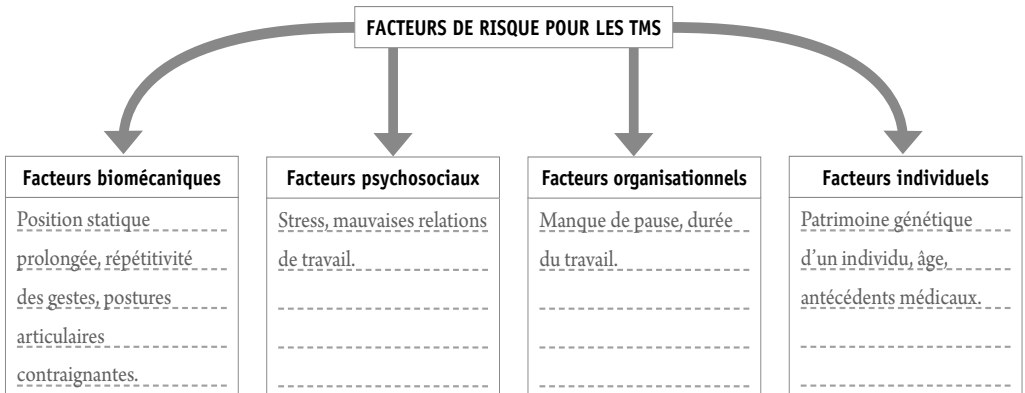 FACTEURS DE RISQUE POUR LES TMS
Facteurs biomécaniques
Position statique
prolongée, répétitivité
des gestes, postures
articulaires
contraignantes.
Facteurs psychosociaux
Stress, mauvaises relations
de travail.
Facteurs organisationnels
Manque de pause, durée
du travail.
Facteurs individuels
Patrimoine génétique
d'un individu, âge,
antécédents médicaux.